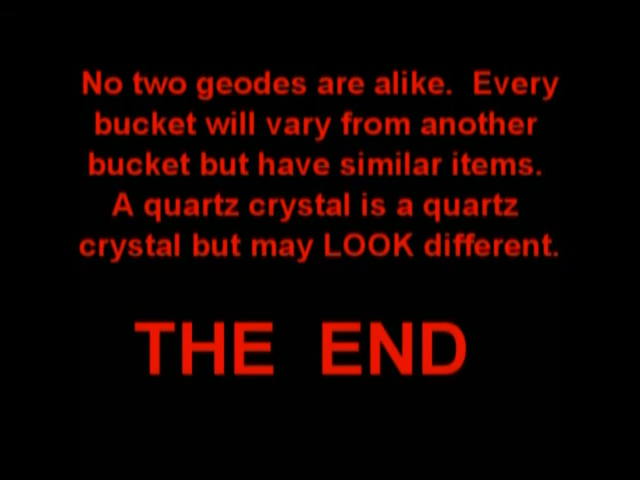 No two geodes are alike.  Every
bucket will vary from another
bucket but have similar items.
A quartz crystal is a quartz
crystal but may LOOK different.
THE  END